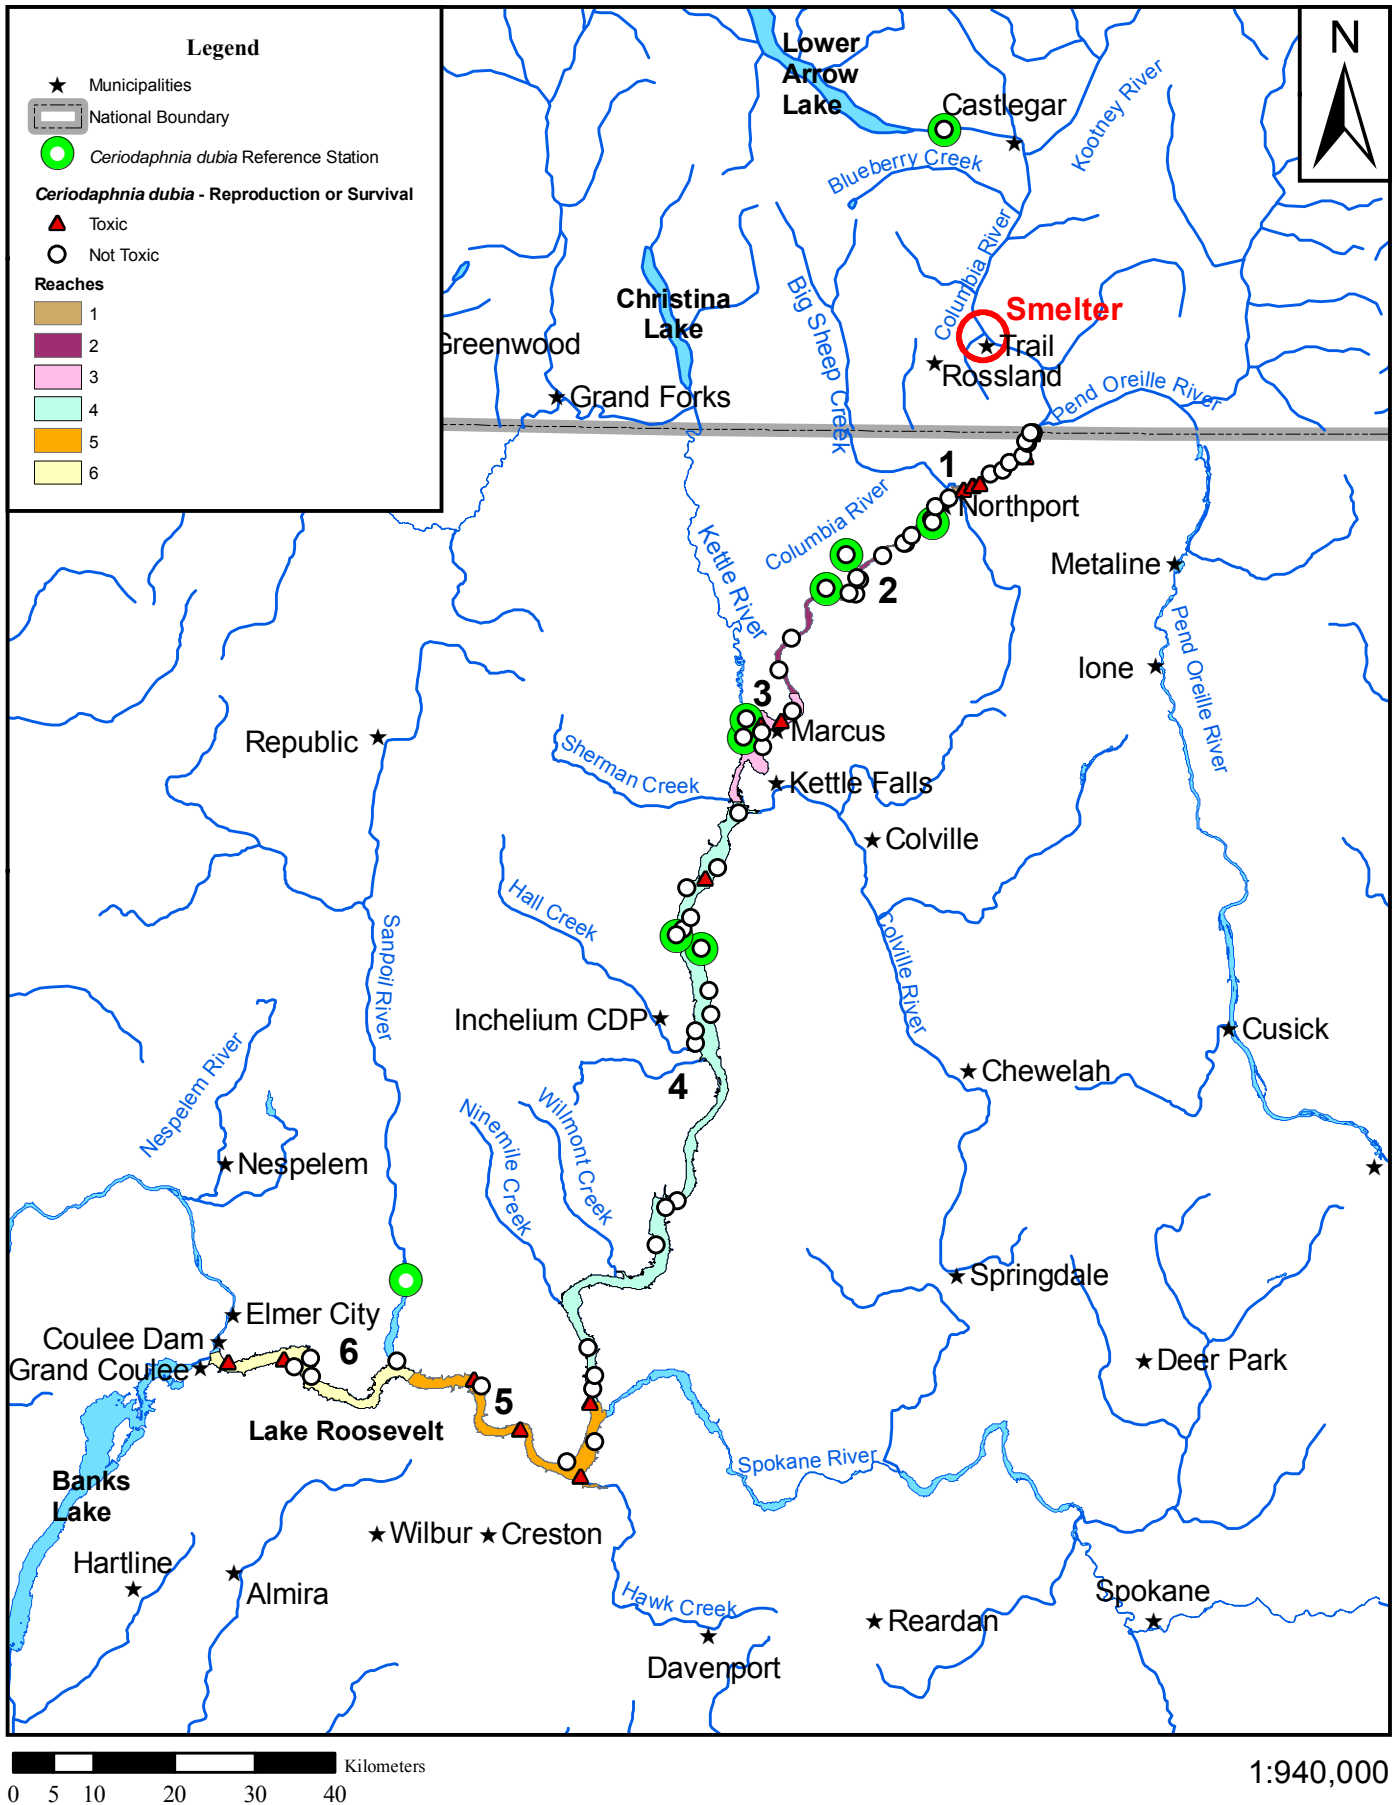 Legend
Municipalities
National Boundary
Ceriodaphnia dubia Reference Station
Ceriodaphnia dubia - Reproduction or Survival
Toxic
Not Toxic
Reaches
1
2
3
4
5
6
N
Lower
Arrow
Lake
Castlegar
Kootney River
Blueberry Creek
Columbia River
Christina
Lake
Big Sheep Creek
Smelter
Trail
Rossland
Greenwood
Grand Forks
Pend Oreille River
1
Northport
Columbia River
Kettle River
Metaline
2
Ione
Pend Oreille River
3
Marcus
Republic
Sherman Creek
Kettle Falls
Colville
Hall Creek
Sanpoil River
Colville River
Inchelium CDP
Cusick
Nespelem River
4
Chewelah
Ninemile Creek
Wilmont Creek
Nespelem
Springdale
Elmer City
Coulee Dam
Grand Coulee
6
Deer Park
5
Lake Roosevelt
Spokane River
Banks
Lake
Wilbur
Creston
Hartline
Almira
Hawk Creek
Spokane
Reardan
Davenport
Kilometers
0 5 10 20 30 40
1:940,000